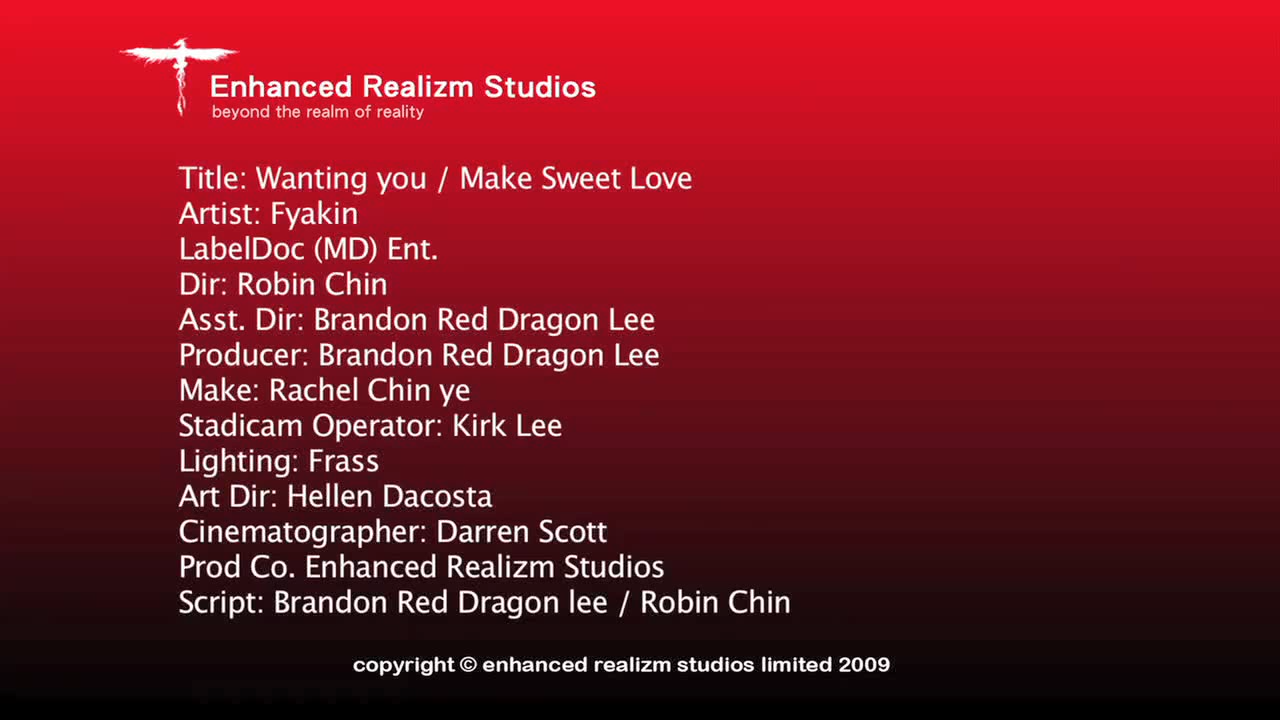 Enhanced Realizm Studios
beyond the realm of reality
Title: Wanting you / Make Sweet Love
Artist: Fyakin
LabelDoc (MD) Ent.
Dir: Robin Chin
Asst. Dir: Brandon Red Dragon Lee
Producer: Brandon Red Dragon Lee
Make: Rachel Chin ye
Stadicam Operator: Kirk Lee
Lighting: Frass
Art Dir: Hellen Dacosta
Cinematographer: Darren Scott
Prod Co. Enhanced Realizm Studios
Script: Brandon Red Dragon lee / Robin Chin
copyright © enhanced realizm studios limited 2009